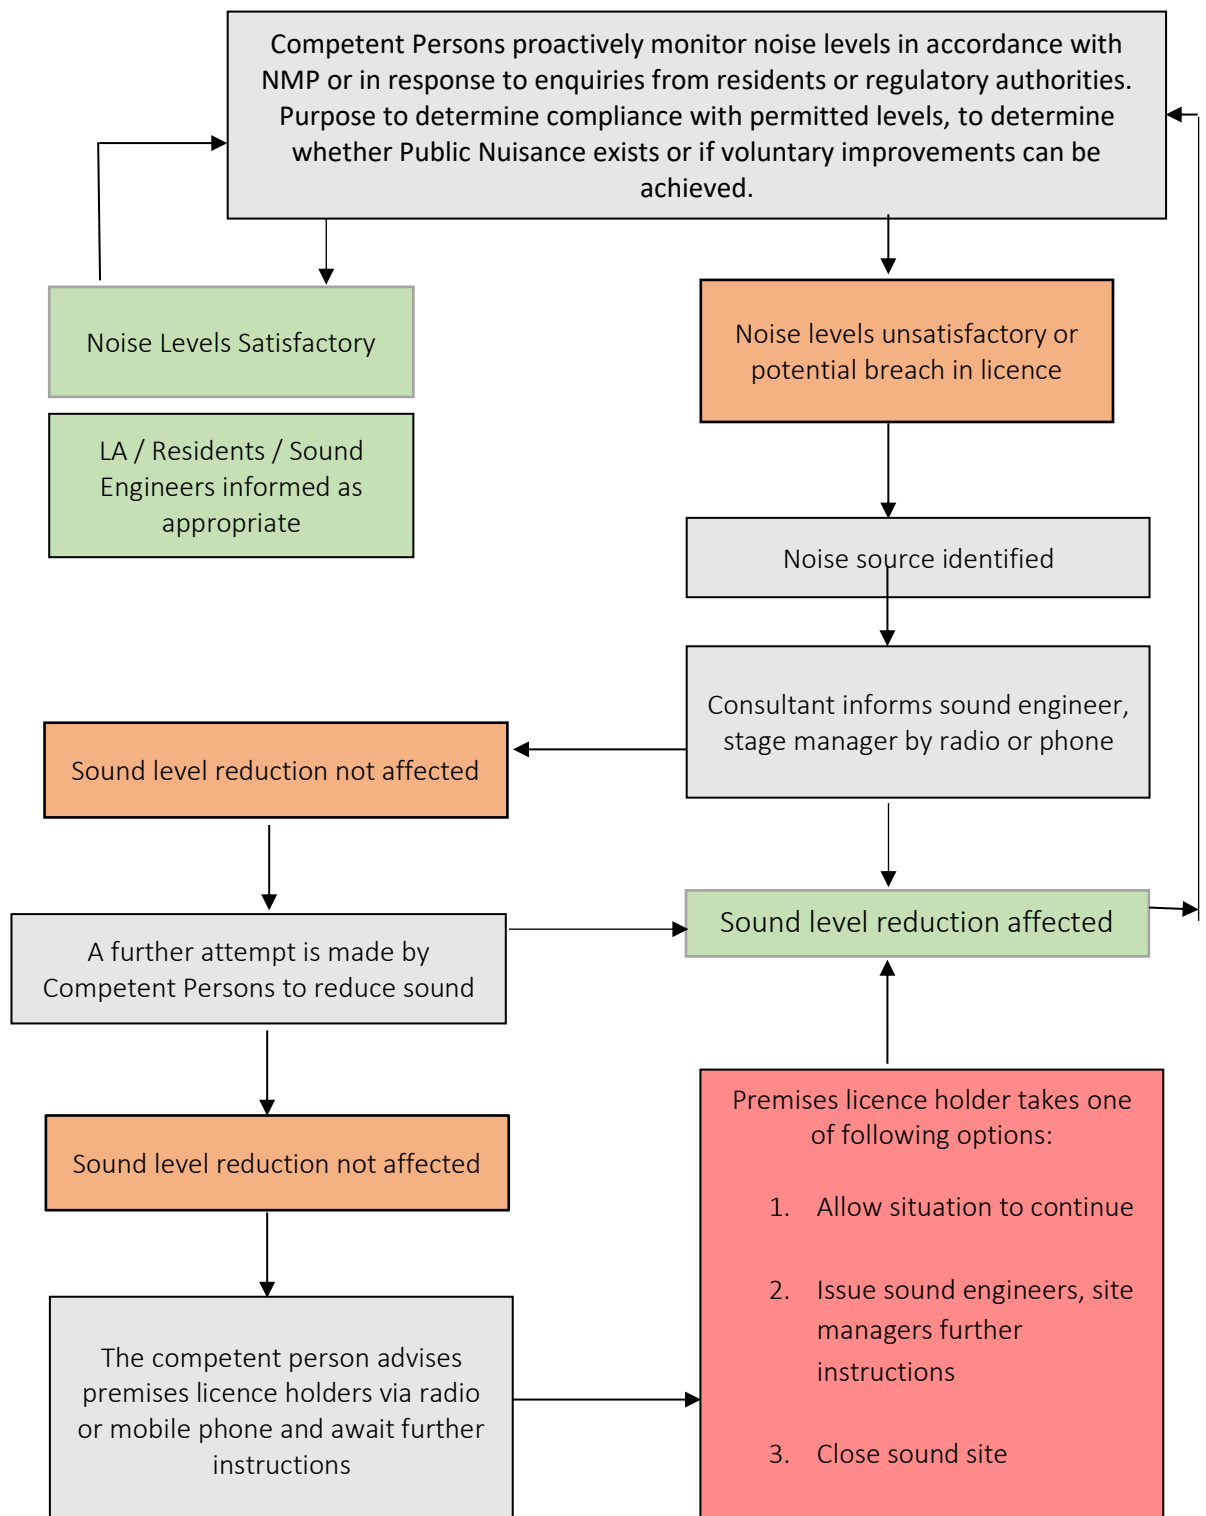 Competent Persons proactively monitor noise levels in accordance with
NMP or in response to enquiries from residents or regulatory authorities.
Purpose to determine compliance with permitted levels, to determine
whether Public Nuisance exists or if voluntary improvements can be
achieved.
Noise Levels Satisfactory
Noise levels unsatisfactory or
potential breach in licence
LA / Residents / Sound
Engineers informed as
appropriate
Noise source identified
Consultant informs sound engineer,
stage manager by radio or phone
Sound level reduction not affected
Sound level reduction affected
A further attempt is made by
Competent Persons to reduce sound
Sound level reduction not affected
The competent person advises
premises licence holders via radio
or mobile phone and await further
instructions
Premises licence holder takes one
of following options:
1. Allow situation to continue
2. Issue sound engineers, site
managers further
instructions
3. Close sound site